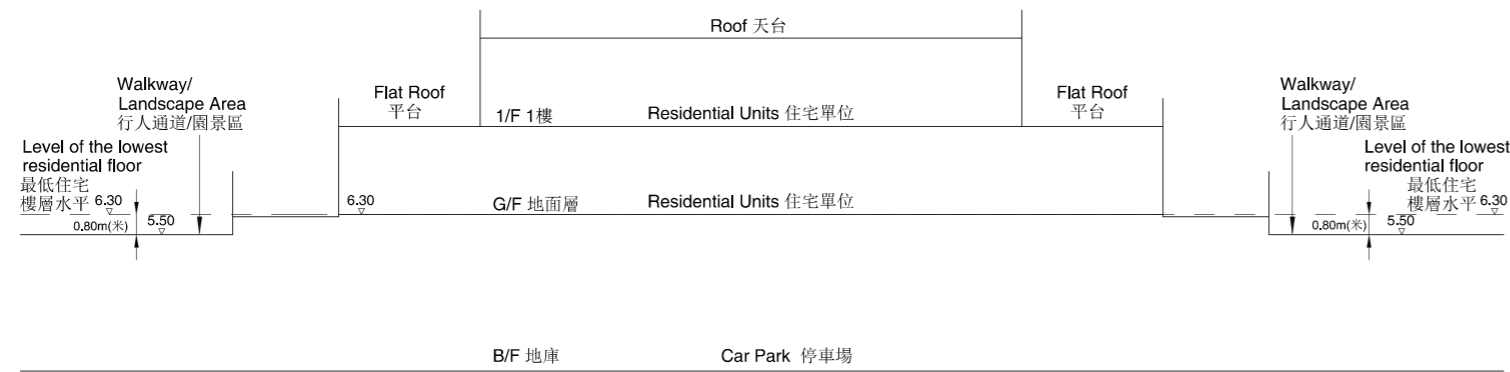 Roof 天台
Walkway/
Landscape Area
行人通道/園景區
Flat Roof
平台
1/F 1樓
Residential Units 住宅單位
Flat Roof
平台
Walkway/
Landscape Area
行人通道/園景區
Level of the lowest
residential floor
最低住宅
樓層水平 6.30
0.80m(米)
5.50
6.30
G/F 地面層
Residential Units 住宅單位
Level of the lowest
residential floor
最低住宅
樓層水平 6.30
0.80m(米)
5.50
B/F 地庫
Car Park 停車場